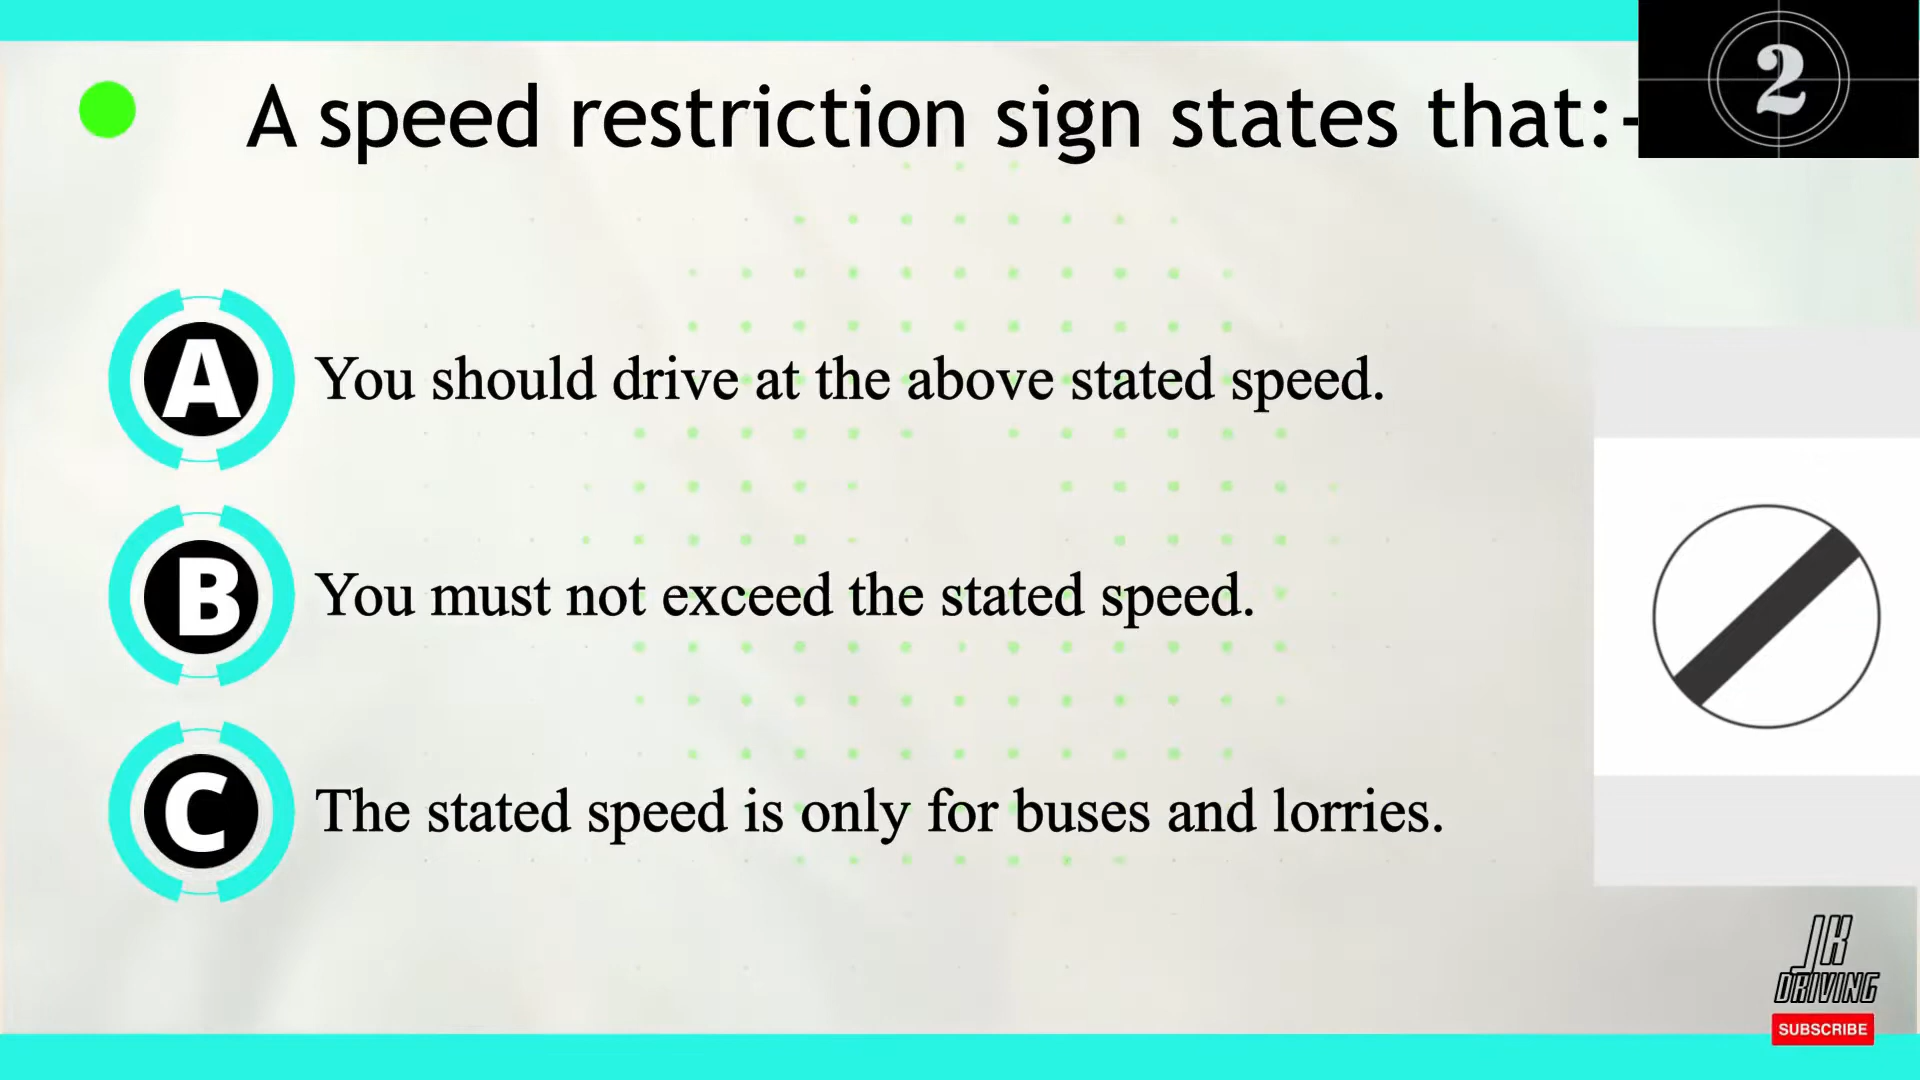 A speed restriction sign states that:-
2
A
You should drive at the above stated speed.
B
You must not exceed the stated speed.
C
The stated speed is only for buses and lorries.
JK
DRIVING
SUBSCRIBE